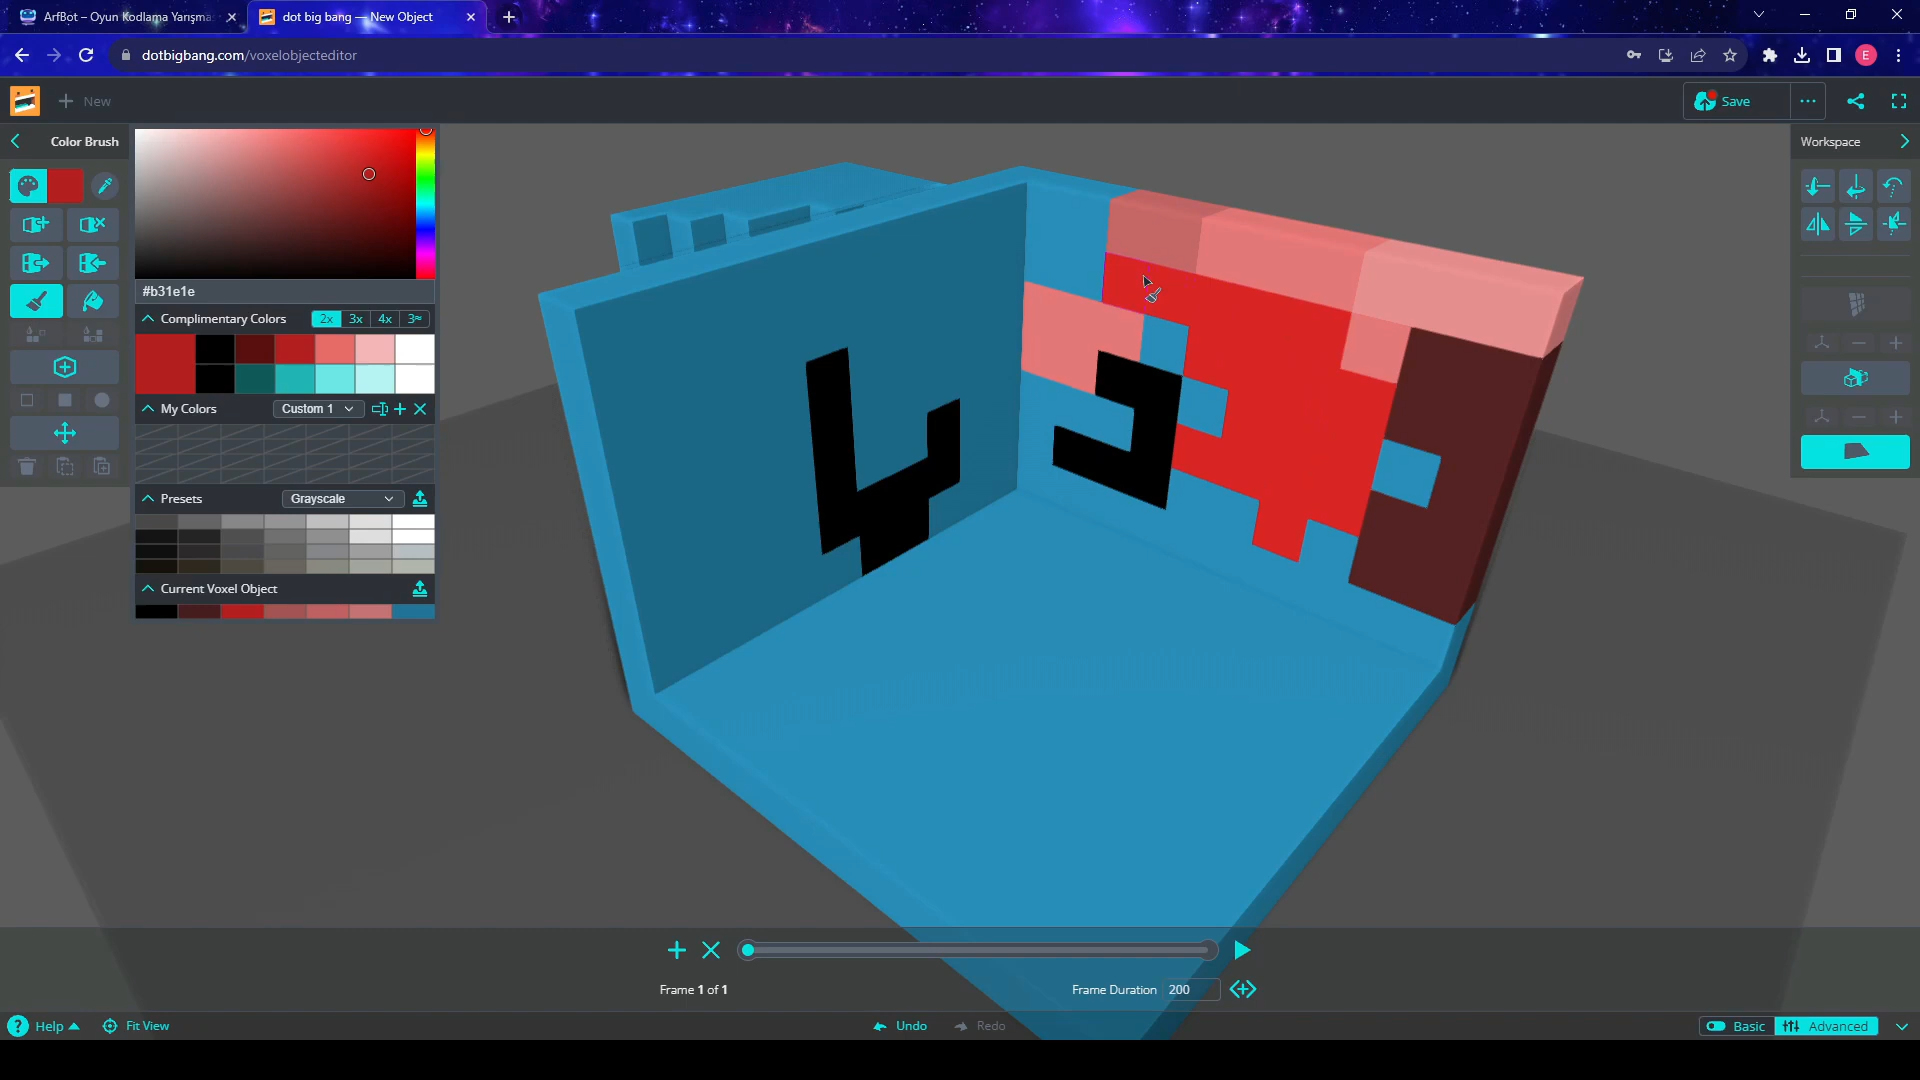 ArfBot – Oyun Kodlama Yarışma
dot big bang — New Object
dotbigbang.com/voxelobjecteditor
E
New
Save
Color Brush
Workspace
#b31e1e
Complimentary Colors
2x
3x
4x
3≈
My Colors
Custom 1
Presets
Grayscale
Current Voxel Object
Frame 1 of 1
Frame Duration
200
Help
Fit View
Undo
Redo
Basic
Advanced